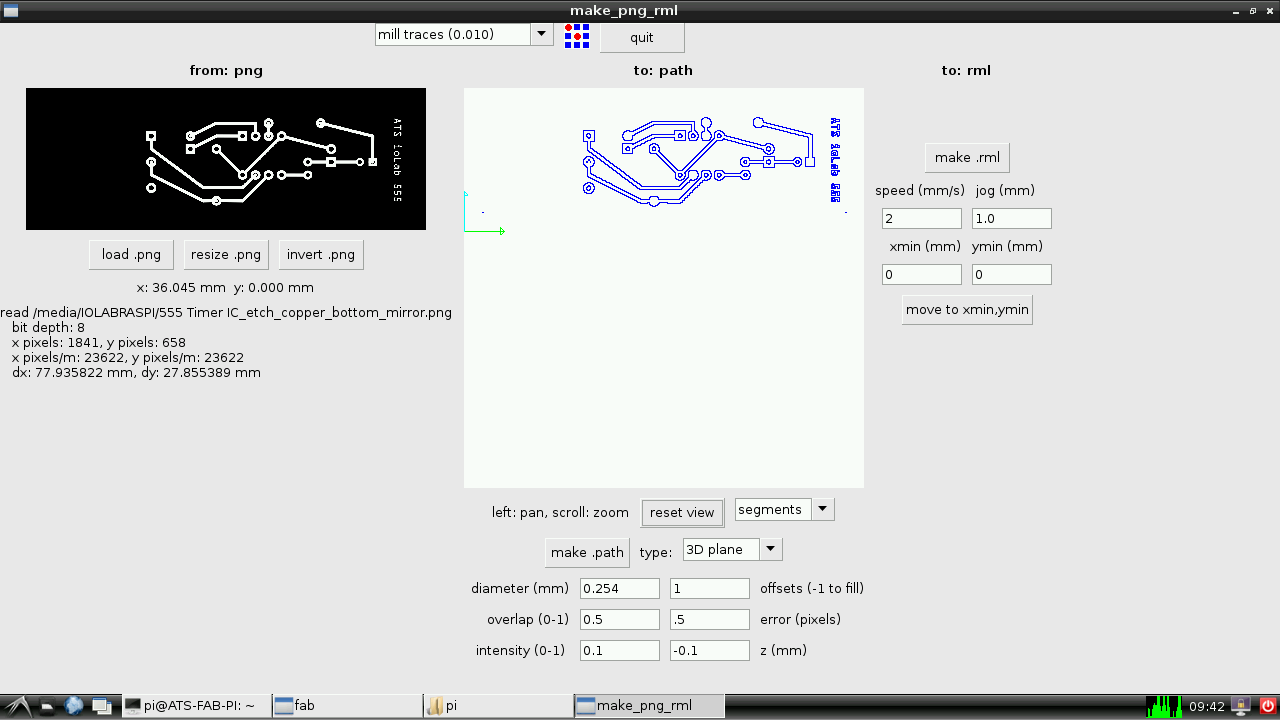 make_png_rml
mill traces (0.010)
quit
from: png
to: path
to: rml
ATS ioLab 555
make .rml
speed (mm/s) jog (mm)
2 1.0
xmin (mm) ymin (mm)
0 0
move to xmin,ymin
load .png resize .png invert .png
x: 36.045 mm y: 0.000 mm
read /media/IOLABRASPI/555 Timer IC_etch_copper_bottom_mirror.png
bit depth: 8
x pixels: 1841, y pixels: 658
x pixels/m: 23622, y pixels/m: 23622
dx: 77.935822 mm, dy: 27.855389 mm
left: pan, scroll: zoom reset view segments
make .path type: 3D plane
diameter (mm) 0.254 1 offsets (-1 to fill)
overlap (0-1) 0.5 .5 error (pixels)
intensity (0-1) 0.1 -0.1 z (mm)
pi@ATS-FAB-PI: ~ fab pi make_png_rml 09:42